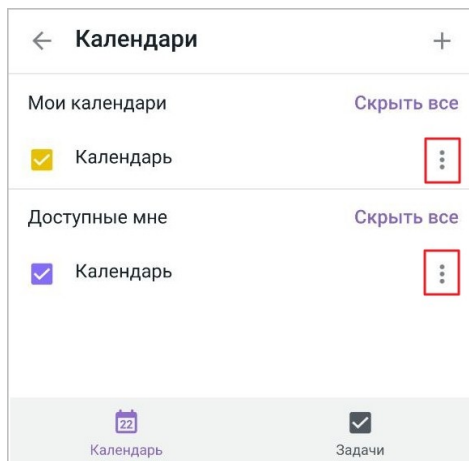 Календари
Мои календари Скрыть все
Календарь
Доступные мне Скрыть все
Календарь
22
Календарь Задачи